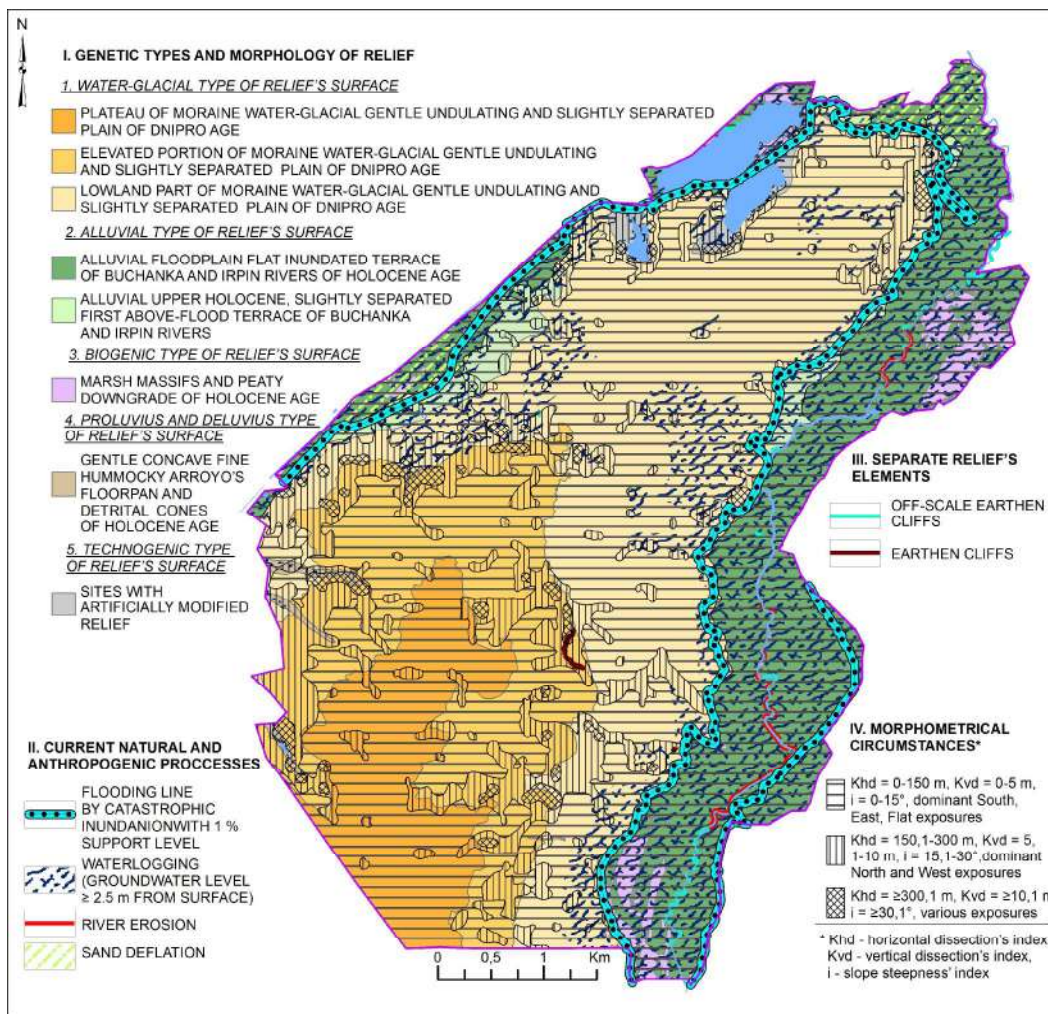 N
I. GENETIC TYPES AND MORPHOLOGY OF RELIEF
1. WATER-GLACIAL TYPE OF RELIEF'S SURFACE
PLATEAU OF MORAINE WATER-GLACIAL GENTLE UNDULATING AND SLIGHTLY SEPARATED
PLAIN OF DNIPRO AGE
ELEVATED PORTION OF MORAINE WATER-GLACIAL GENTLE UNDULATING
AND SLIGHTLY SEPARATED PLAIN OF DNIPRO AGE
LOWLAND PART OF MORAINE WATER-GLACIAL GENTLE UNDULATING AND
SLIGHTLY SEPARATED PLAIN OF DNIPRO AGE
2. ALLUVIAL TYPE OF RELIEF'S SURFACE
ALLUVIAL FLOODPLAIN FLAT INUNDATED TERRACE
OF BUCHANKA AND IRPIN RIVERS OF HOLOCENE AGE
ALLUVIAL UPPER HOLOCENE, SLIGHTLY SEPARATED
FIRST ABOVE-FLOOD TERRACE OF BUCHANKA
AND IRPIN RIVERS
3. BIOGENIC TYPE OF RELIEF'S SURFACE
MARSH MASSIFS AND PEATY
DOWNGRADE OF HOLOCENE AGE
4. PROLUVIUS AND DELUVIUS TYPE
OF RELIEF'S SURFACE
GENTLE CONCAVE FINE
HUMMOCKY ARROYO'S
FLOORPAN AND
DETRITAL CONES
OF HOLOCENE AGE
5. TECHNOGENIC TYPE
OF RELIEF'S SURFACE
SITES WITH
ARTIFICIALLY MODIFIED
RELIEF
II. CURRENT NATURAL AND
ANTHROPOGENIC PROCCESSES
FLOODING LINE
BY CATASTROPHIC
INUNDANIONWITH 1 %
SUPPORT LEVEL
WATERLOGGING
(GROUNDWATER LEVEL
≥ 2.5 m FROM SURFACE)
RIVER EROSION
SAND DEFLATION
0 0,5 1 Km
III. SEPARATE RELIEF'S
ELEMENTS
OFF-SCALE EARTHEN
CLIFFS
EARTHEN CLIFFS
IV. MORPHOMETRICAL
CIRCUMSTANCES*
Khd = 0-150 m, Kvd = 0-5 m,
i = 0-15°, dominant South,
East, Flat exposures
Khd = 150,1-300 m, Kvd = 5,
1-10 m, i = 15,1-30°,dominant
North and West exposures
Khd = ≥300,1 m, Kvd = ≥10,1 m
i = ≥30,1°, various exposures
* Khd - horizontal dissection's index
Kvd - vertical dissection's index,
i - slope steepness' index